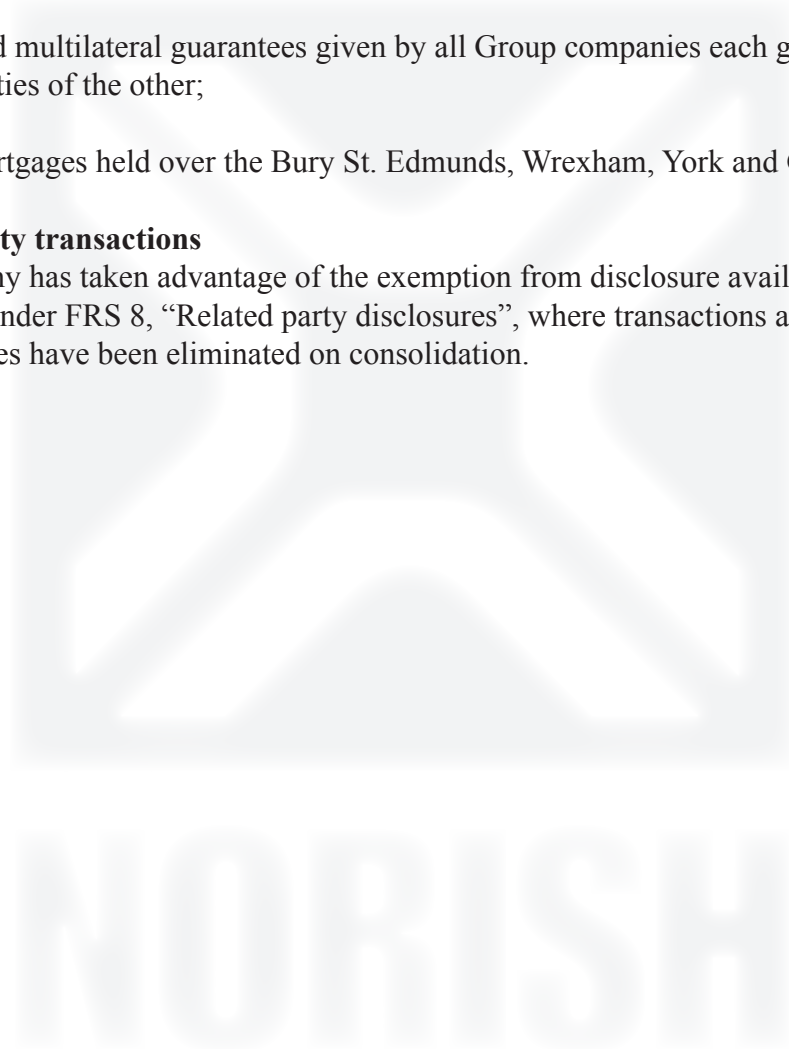 d multilateral guarantees given by all Group companies each g
ties of the other;
rtgages held over the Bury St. Edmunds, Wrexham, York and
ty transactions
ny has taken advantage of the exemption from disclosure avail
nder FRS 8, “Related party disclosures”, where transactions a
es have been eliminated on consolidation.
NORISH